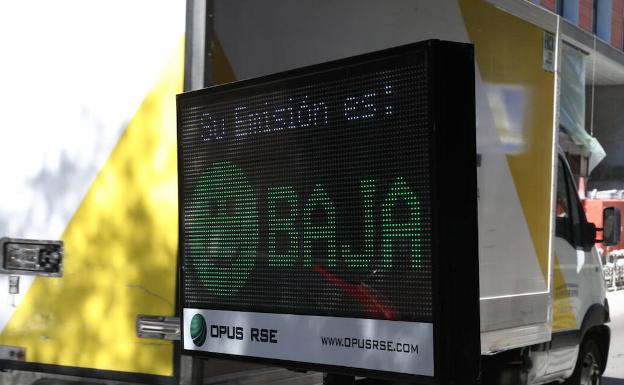 Su Emisión es:
BAJA
OPUS RSE
www.OPUSRSE.COM